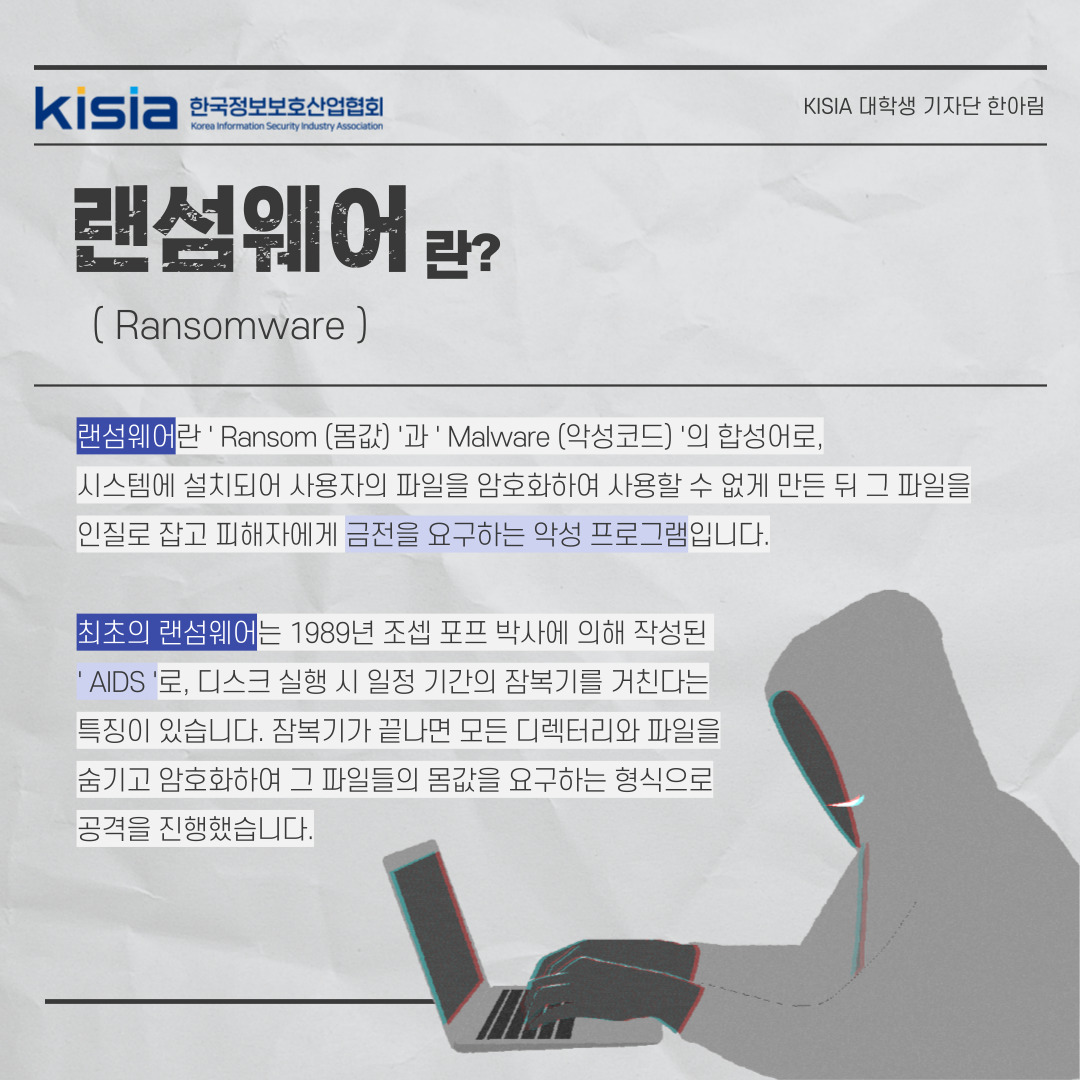 kisia 한국정보보호산업협회
Korea Information Security Industry Association
KISIA 대학생 기자단 한아림
랜섬웨어 란?
( Ransomware )
랜섬웨어란 ' Ransom (몸값) '과 ' Malware (악성코드) '의 합성어로,
시스템에 설치되어 사용자의 파일을 암호화하여 사용할 수 없게 만든 뒤 그 파일을
인질로 잡고 피해자에게 금전을 요구하는 악성 프로그램입니다.
최초의 랜섬웨어는 1989년 조셉 포프 박사에 의해 작성된
' AIDS '로, 디스크 실행 시 일정 기간의 잠복기를 거친다는
특징이 있습니다. 잠복기가 끝나면 모든 디렉터리와 파일을
숨기고 암호화하여 그 파일들의 몸값을 요구하는 형식으로
공격을 진행했습니다.